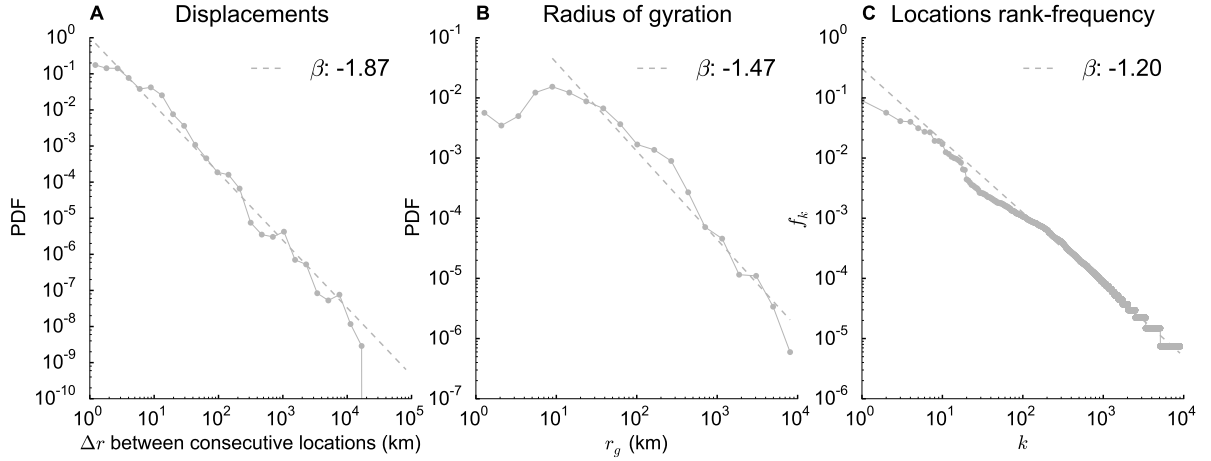 A Displacements
10^0
10^-1
10^-2
10^-3
10^-4
10^-5
10^-6
10^-7
10^-8
10^-9
10^-10
PDF
β: -1.87
10^0 10^1 10^2 10^3 10^4 10^5
Δr between consecutive locations (km)
B Radius of gyration
10^-1
10^-2
10^-3
10^-4
10^-5
10^-6
10^-7
PDF
β: -1.47
10^0 10^1 10^2 10^3 10^4
r_g (km)
C Locations rank-frequency
10^0
10^-1
10^-2
10^-3
10^-4
10^-5
10^-6
f_k
β: -1.20
10^0 10^1 10^2 10^3 10^4
k